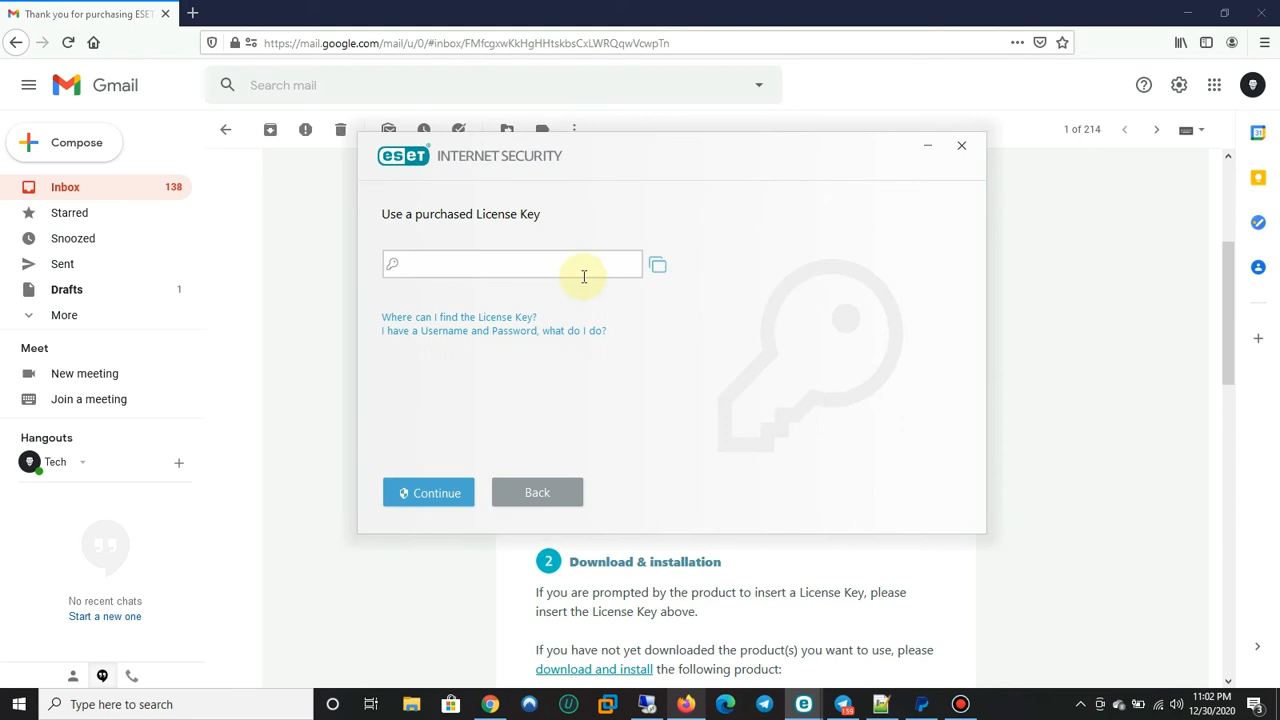 Thank you for purchasing ESET
https://mail.google.com/mail/u/0/#inbox/FMfcgxwKkHgHHtskbsCxLWRQqwVcwpTn
Gmail
Search mail
Compose
1 of 214
Inbox 138
Starred
Snoozed
Sent
Drafts 1
More
Meet
New meeting
Join a meeting
Hangouts
Tech
No recent chats
Start a new one
eset INTERNET SECURITY
Use a purchased License Key
Where can I find the License Key?
I have a Username and Password, what do I do?
Continue
Back
2 Download & installation
If you are prompted by the product to insert a License Key, please
insert the License Key above.
If you have not yet downloaded the product(s) you want to use, please
download and install the following product:
Type here to search
159
11:02 PM
12/30/2020
3